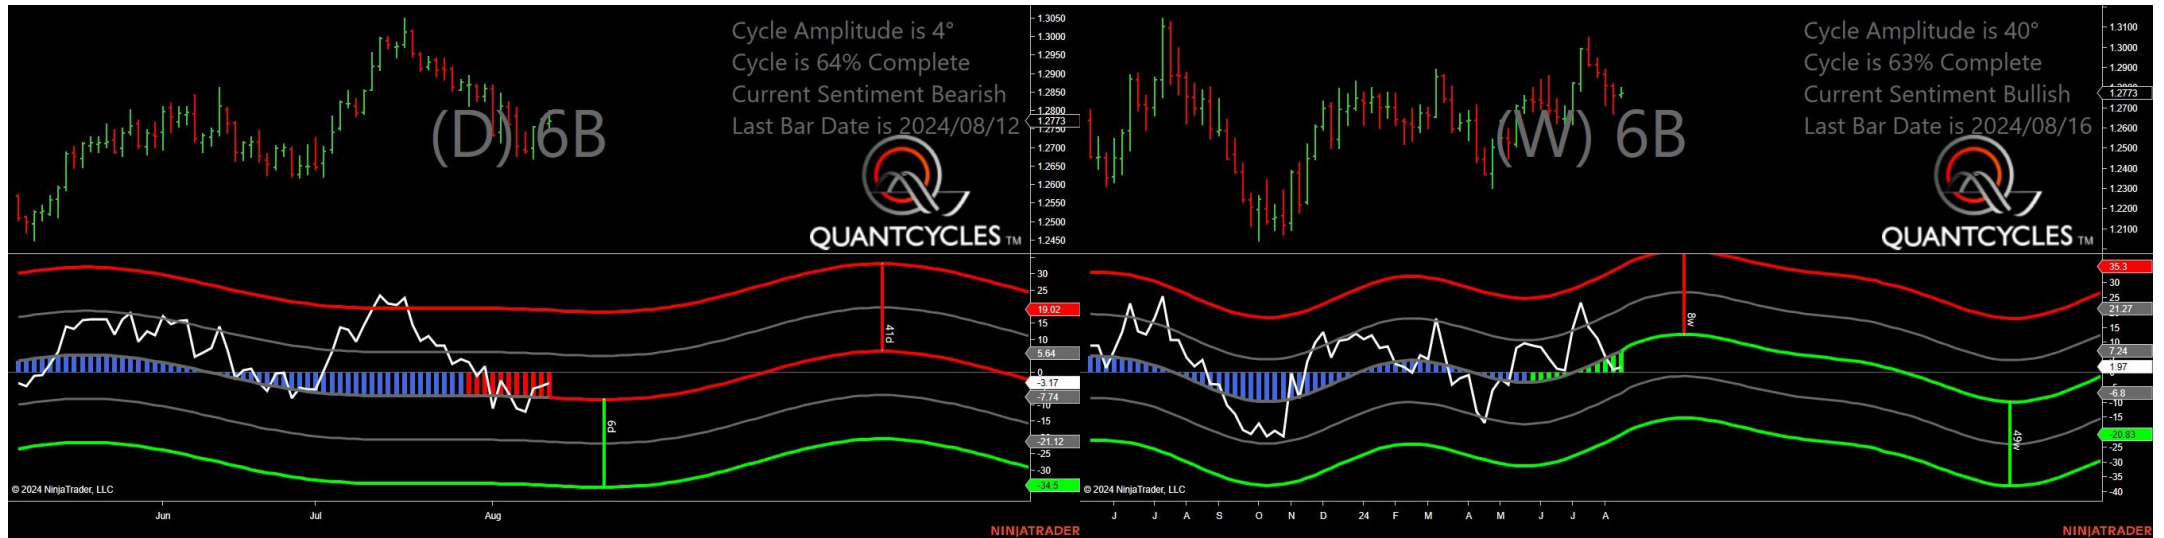 Cycle Amplitude is 4°
Cycle is 64% Complete
Current Sentiment Bearish
Last Bar Date is 2024/08/12
(D) 6B
QUANTCYCLES TM
1.3050
1.3000
1.2950
1.2900
1.2850
1.2800
1.2773
1.2750
1.2700
1.2650
1.2600
1.2550
1.2500
1.2450
30
25
19.02
15
10
5.64
0
-3.17
-7.74
-10
-15
-21.12
-25
-30
-34.5
41d
6d
© 2024 NinjaTrader, LLC
Jun Jul Aug
NINJATRADER
Cycle Amplitude is 40°
Cycle is 63% Complete
Current Sentiment Bullish
Last Bar Date is 2024/08/16
(W) 6B
QUANTCYCLES TM
1.3100
1.3000
1.2900
1.2773
1.2700
1.2600
1.2500
1.2400
1.2300
1.2200
1.2100
35.3
30
25
21.27
15
10
7.24
1.97
-6.8
-10
-15
-20.83
-25
-30
-35
-40
8w
49w
© 2024 NinjaTrader, LLC
J J A S O N D 24 F M A M J J A
NINJATRADER